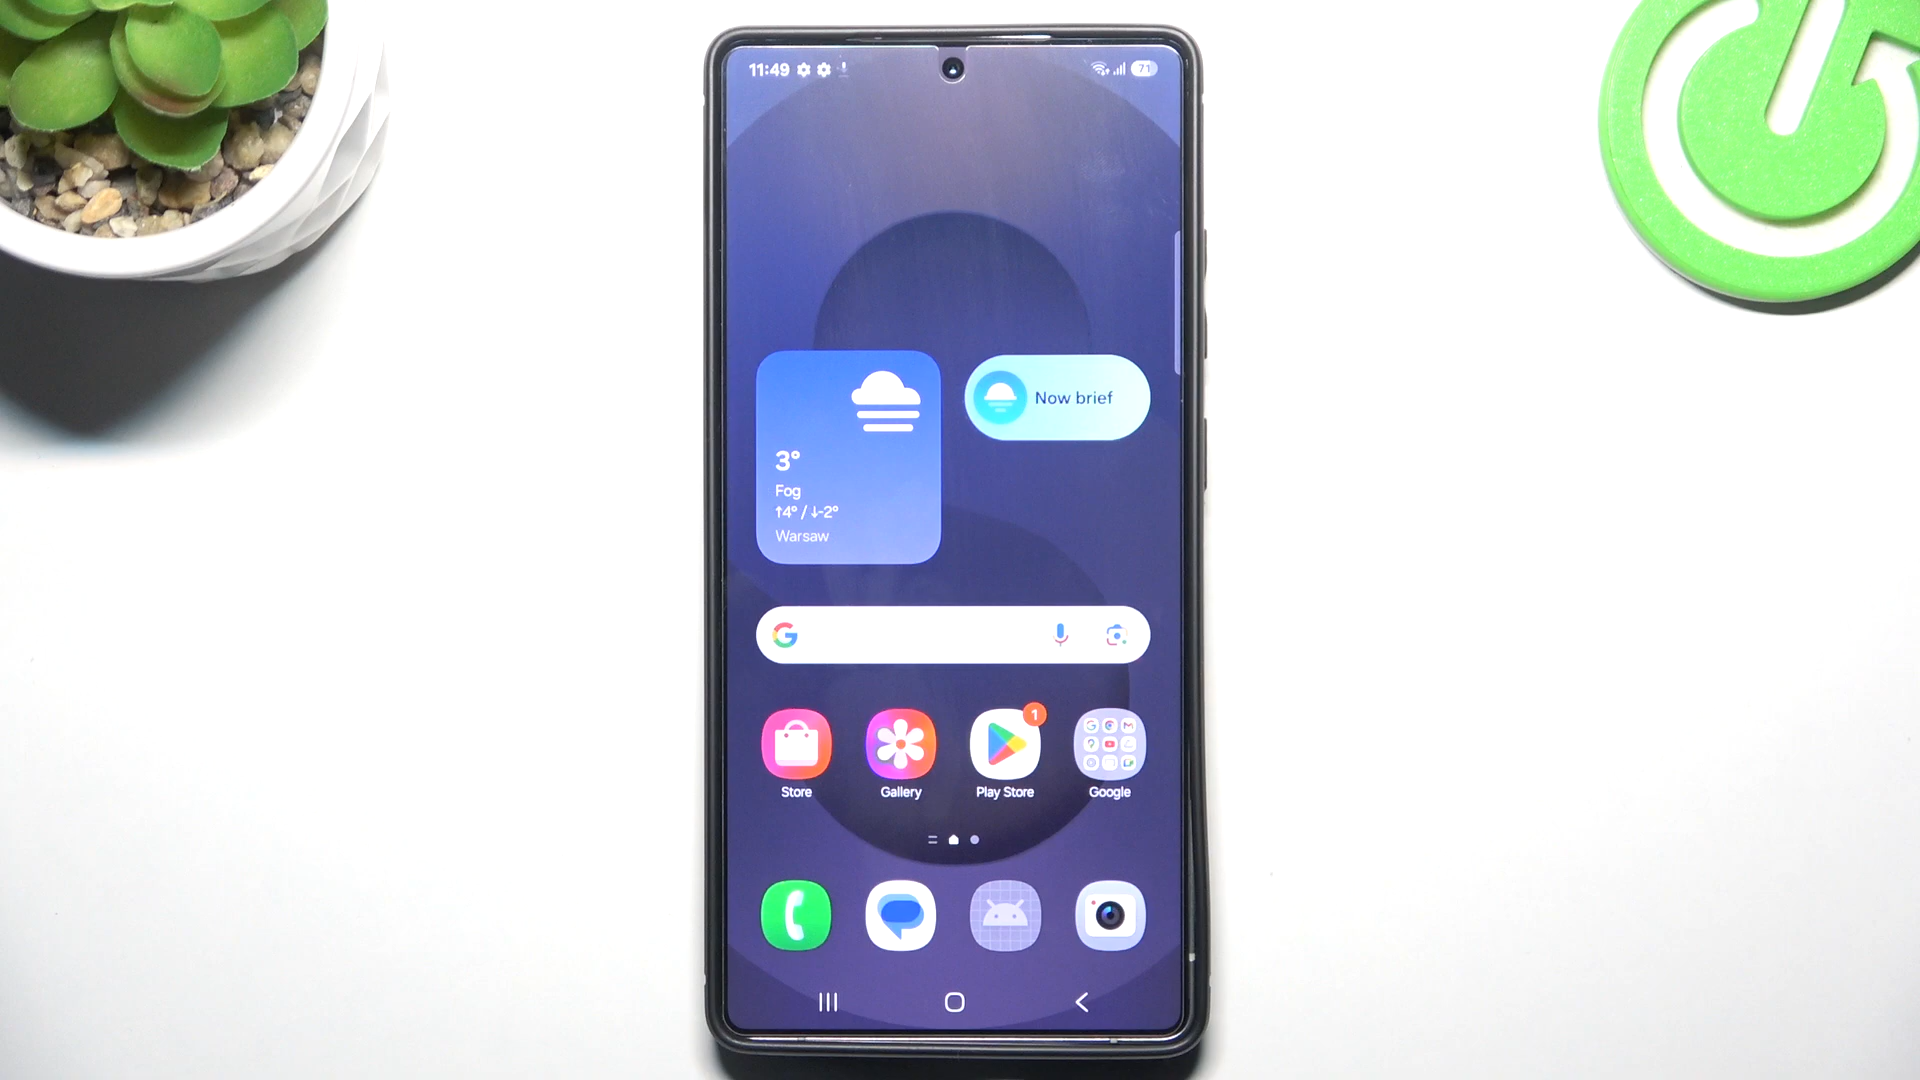 11:49
71
Now brief
3°
Fog
↑4° / ↓-2°
Warsaw
1
Store
Gallery
Play Store
Google